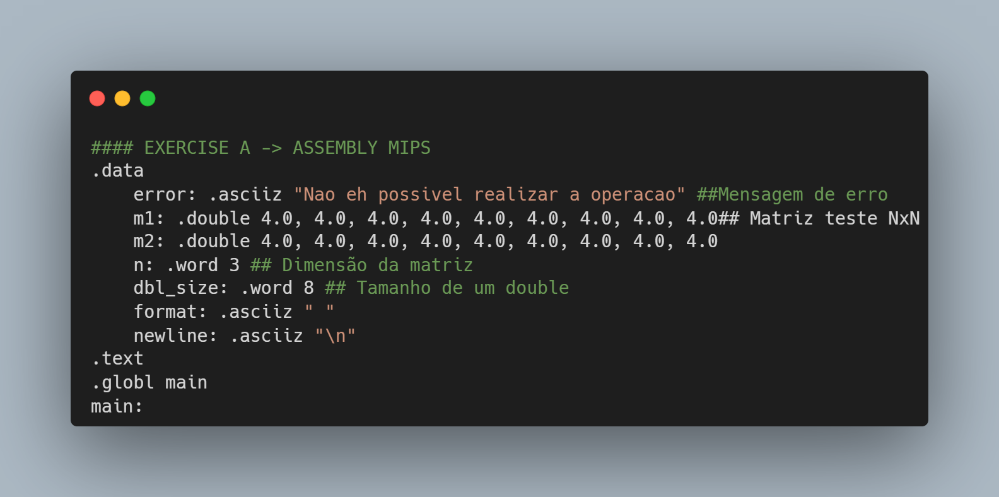 #### EXERCISE A -> ASSEMBLY MIPS
.data
    error: .asciiz "Nao eh possivel realizar a operacao" ##Mensagem de erro
    m1: .double 4.0, 4.0, 4.0, 4.0, 4.0, 4.0, 4.0, 4.0, 4.0## Matriz teste NxN
    m2: .double 4.0, 4.0, 4.0, 4.0, 4.0, 4.0, 4.0, 4.0, 4.0
    n: .word 3 ## Dimensão da matriz
    dbl_size: .word 8 ## Tamanho de um double
    format: .asciiz " "
    newline: .asciiz "\n"
.text
.globl main
main: